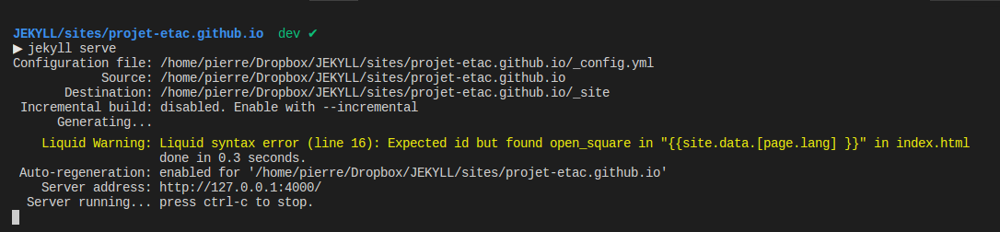 JEKYLL/sites/projet-etac.github.io dev ✔
▶ jekyll serve
Configuration file: /home/pierre/Dropbox/JEKYLL/sites/projet-etac.github.io/_config.yml
Source: /home/pierre/Dropbox/JEKYLL/sites/projet-etac.github.io
Destination: /home/pierre/Dropbox/JEKYLL/sites/projet-etac.github.io/_site
Incremental build: disabled. Enable with --incremental
Generating...
Liquid Warning: Liquid syntax error (line 16): Expected id but found open_square in "{{site.data.[page.lang] }}" in index.html
done in 0.3 seconds.
Auto-regeneration: enabled for '/home/pierre/Dropbox/JEKYLL/sites/projet-etac.github.io'
Server address: http://127.0.0.1:4000/
Server running... press ctrl-c to stop.